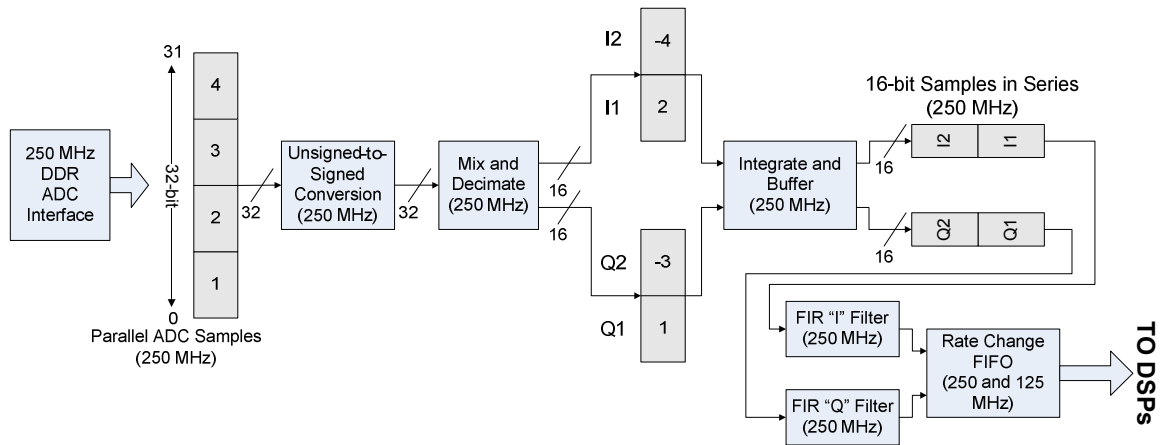 250 MHz
DDR
ADC
Interface
31
32-bit
0
4
3
2
1
Parallel ADC Samples
(250 MHz)
32
Unsigned-to-
Signed
Conversion
(250 MHz)
32
Mix and
Decimate
(250 MHz)
16
16
I2
I1
-4
2
Q2
Q1
-3
1
Integrate and
Buffer
(250 MHz)
16-bit Samples in Series
(250 MHz)
16
I2
I1
16
Q2
Q1
FIR “I” Filter
(250 MHz)
FIR “Q” Filter
(250 MHz)
Rate Change
FIFO
(250 and 125
MHz)
TO DSPs